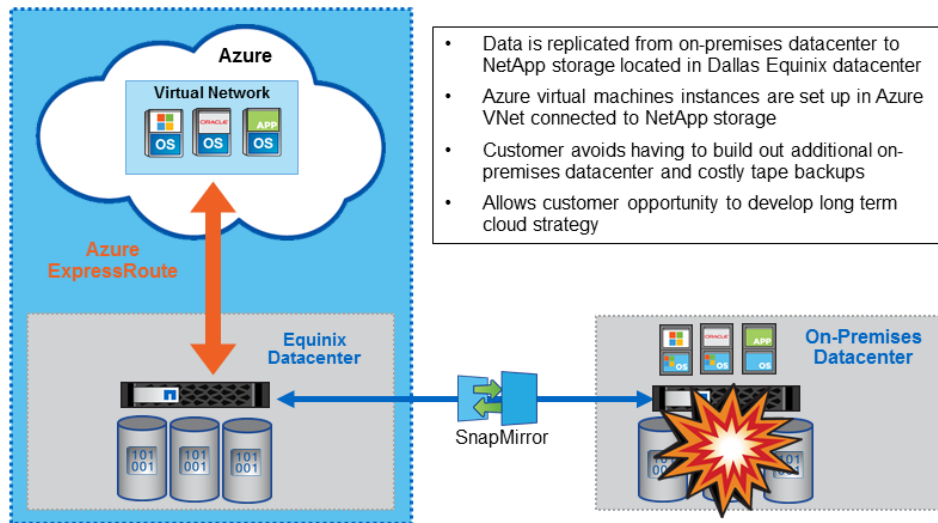 Azure
Virtual Network
ORACLE
APP
OS
OS
OS
Azure
ExpressRoute
• Data is replicated from on-premises datacenter to
NetApp storage located in Dallas Equinix datacenter
• Azure virtual machines instances are set up in Azure
VNet connected to NetApp storage
• Customer avoids having to build out additional on-
premises datacenter and costly tape backups
• Allows customer opportunity to develop long term
cloud strategy
Equinix
Datacenter
101
001
101
001
101
001
SnapMirror
ORACLE
APP
OS
OS
OS
On-Premises
Datacenter